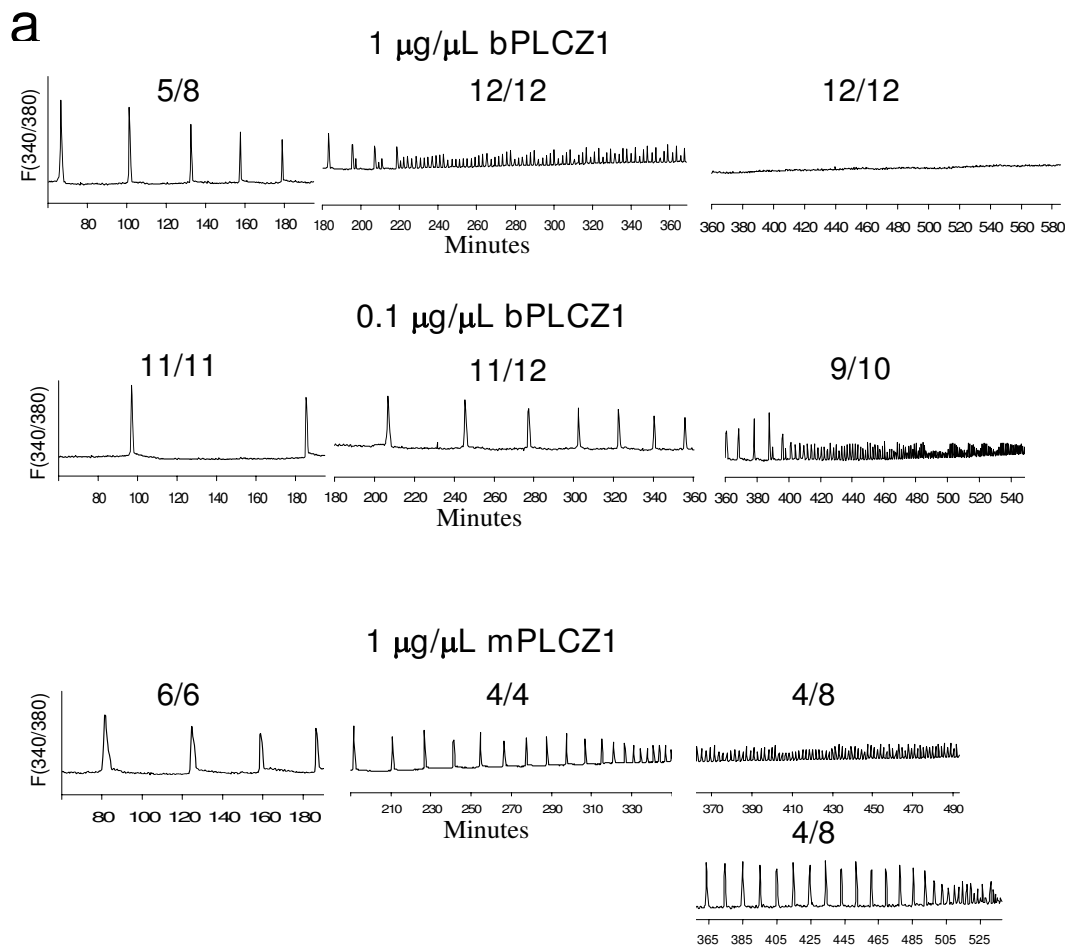 a
1 μg/μL bPLCZ1
5/8 12/12 12/12
F(340/380)
80 100 120 140 160 180 180 200 220 240 260 280 300 320 340 360 360 385 400 420 440 460 480 500 520 540 560 580
Minutes
0.1 μg/μL bPLCZ1
11/11 11/12 9/10
F(340/380)
80 100 120 140 160 180 180 200 220 240 260 280 300 320 340 360 360 380 400 420 440 460 480 500 520 540
Minutes
1 μg/μL mPLCZ1
6/6 4/4 4/8
F(340/380)
80 100 120 140 160 180 210 230 250 270 290 310 330 370 390 410 430 450 470 490
Minutes
4/8
365 385 405 425 445 465 485 505 525